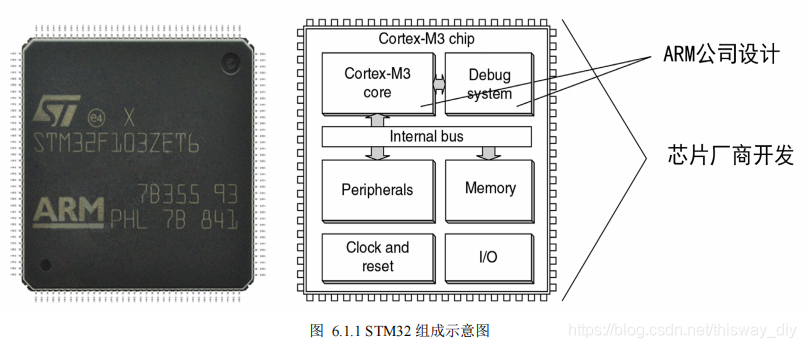 ST e4 X
STM32F103ZET6
7B355 93
ARM PHL 7B 841
Cortex-M3 chip
Cortex-M3
core
Debug
system
Internal bus
Peripherals
Memory
Clock and
reset
I/O
ARM公司设计
芯片厂商开发
图 6.1.1 STM32 组成示意图
https://blog.csdn.net/thisway_diy